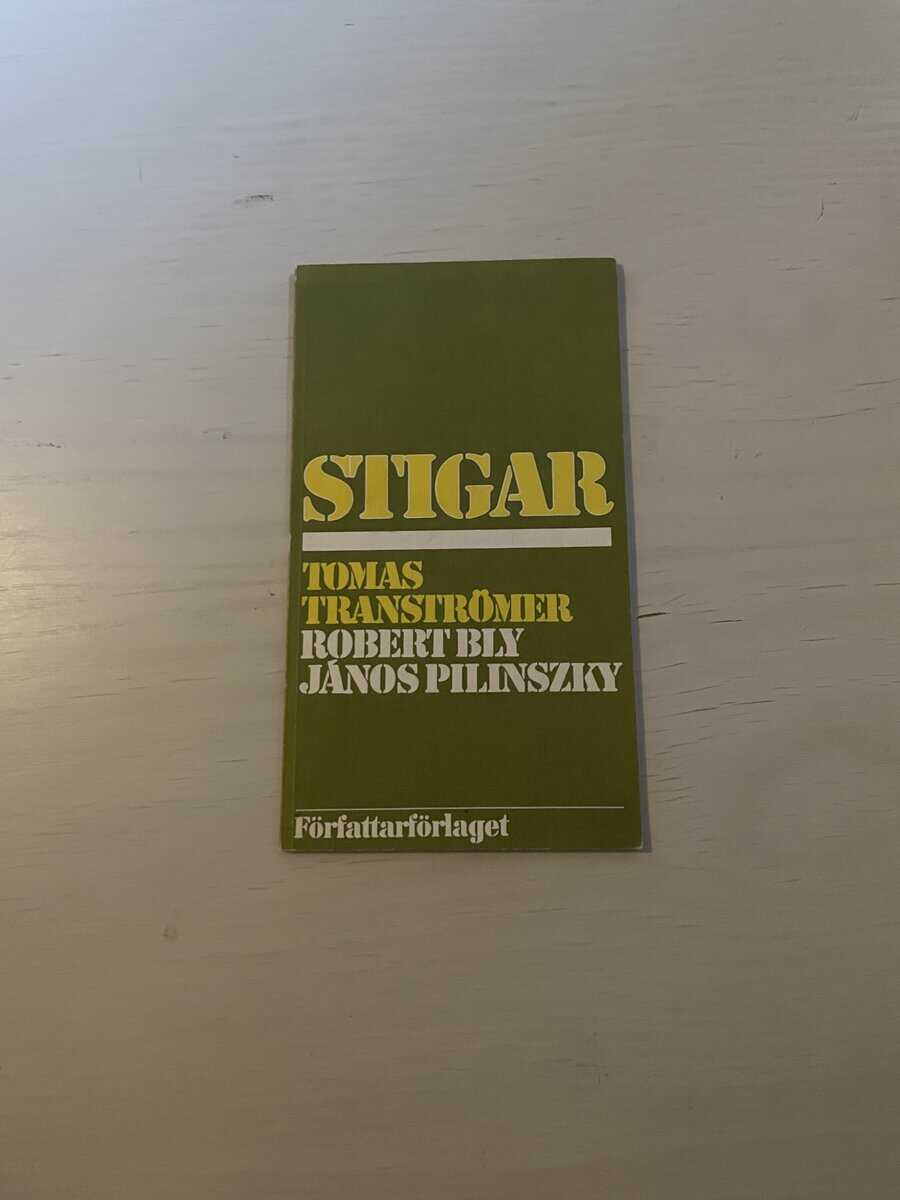 STIGAR
TOMAS
TRANSTRÖMER
ROBERT BLY
JÁNOS PILINSZKY
Författarförlaget